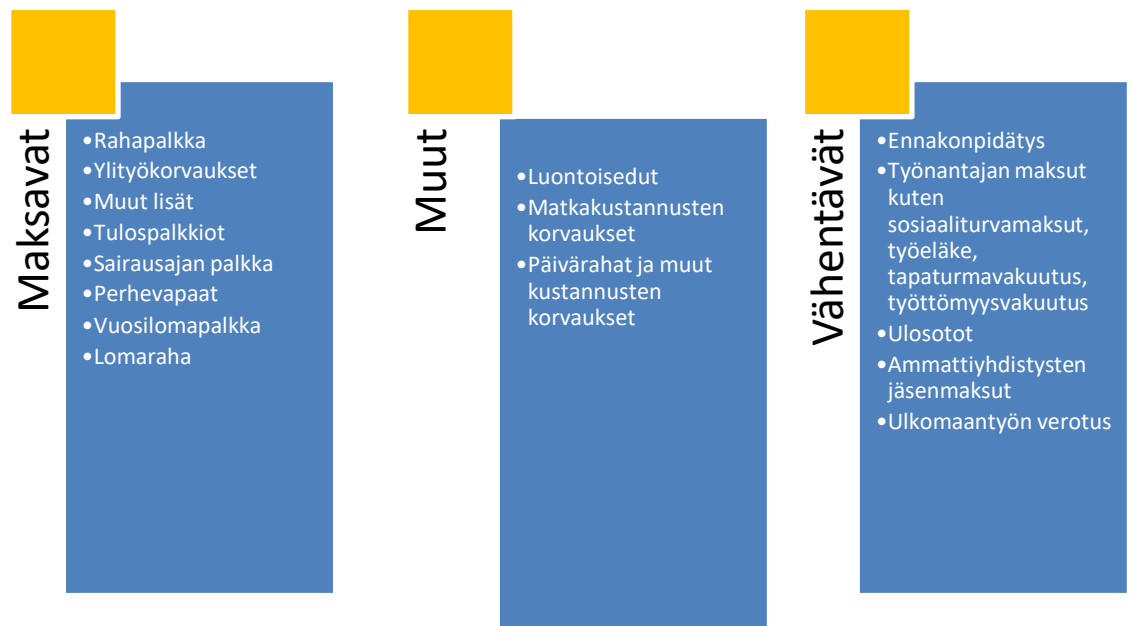 Maksavat
•Rahapalkka
•Ylityökorvaukset
•Muut lisät
•Tulospalkkiot
•Sairausajan palkka
•Perhevapaat
•Vuosilomapalkka
•Lomaraha
Muut
•Luontoisedut
•Matkakustannusten
korvaukset
•Päivärahat ja muut
kustannusten
korvaukset
Vähentävät
•Ennakonpidätys
•Työnantajan maksut
kuten
sosiaaliturvamaksut,
työeläke,
tapaturmavakuutus,
työttömyysvakuutus
•Ulosotot
•Ammattiyhdistysten
jäsenmaksut
•Ulkomaantyön verotus